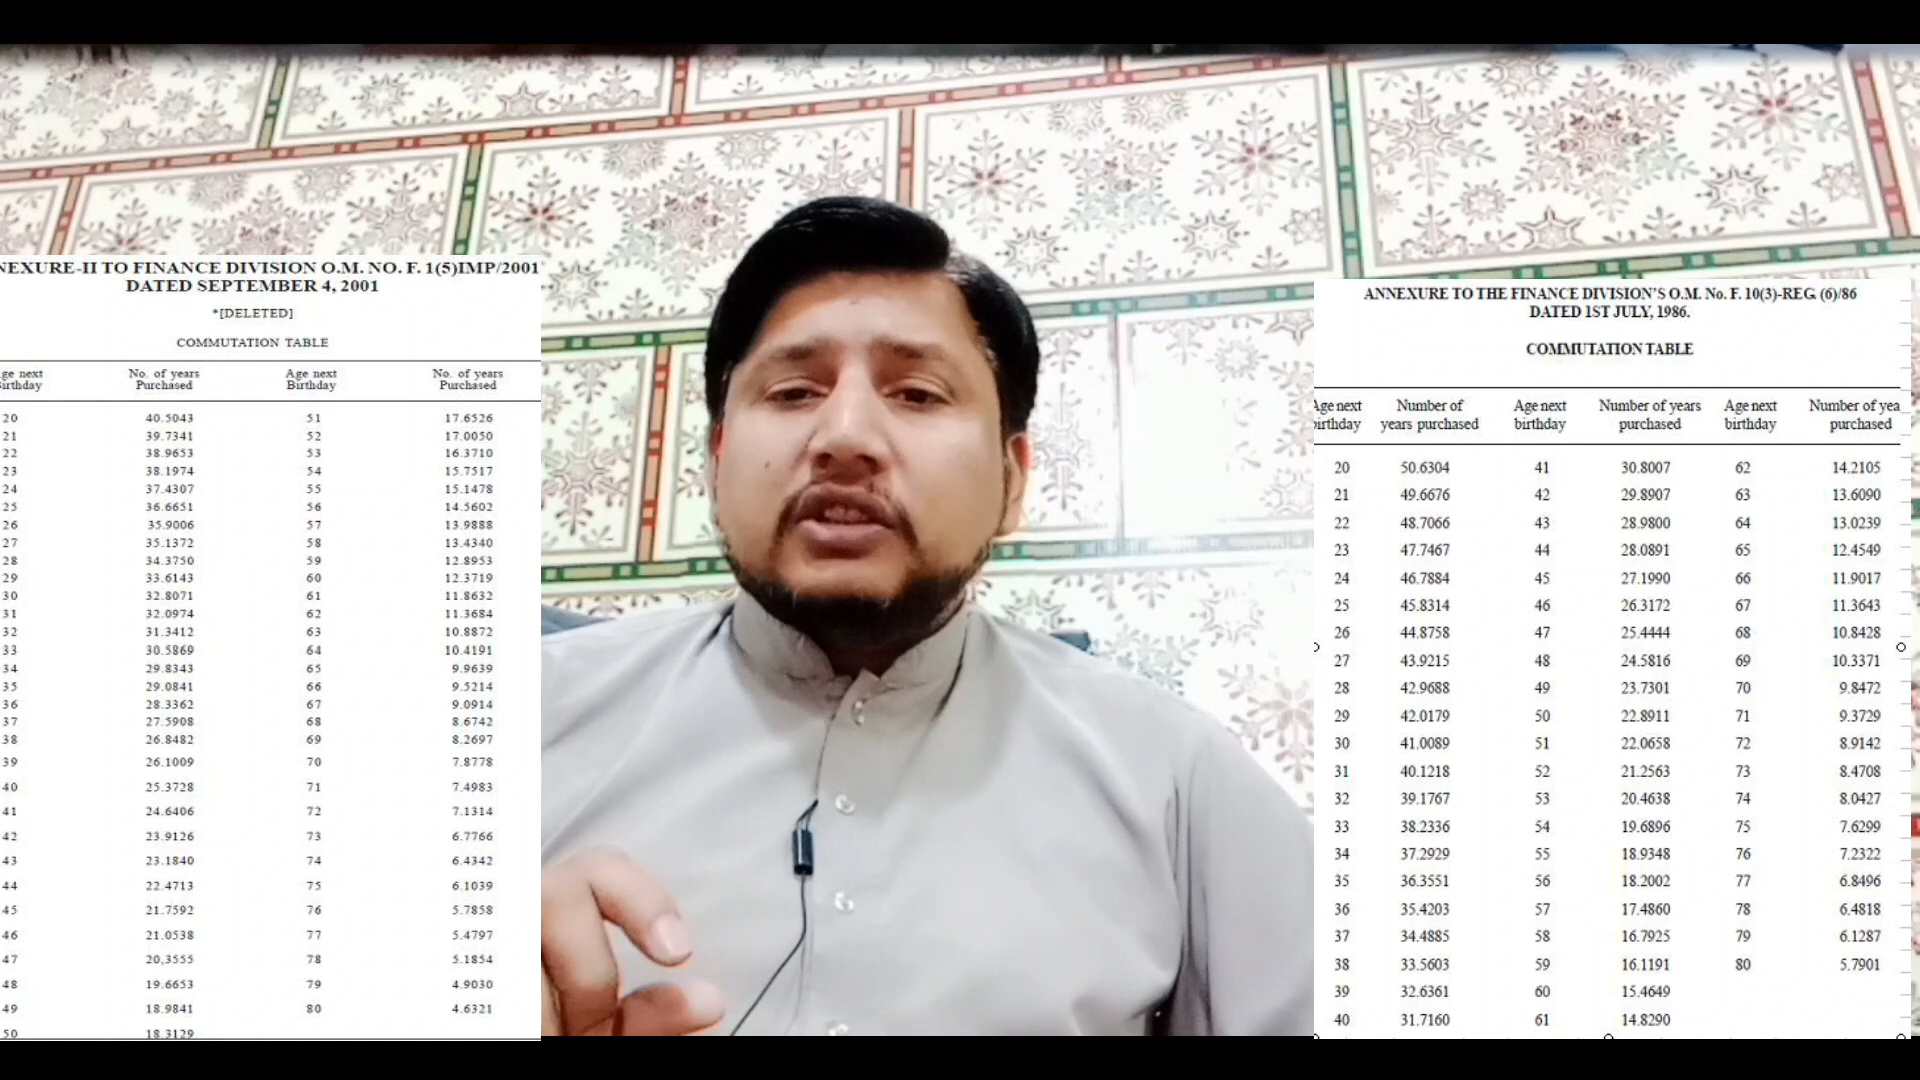 NEXURE-II TO FINANCE DIVISION O.M. NO. F. 1(5)IMP/2001
DATED SEPTEMBER 4, 2001
*[DELETED]
COMMUTATION TABLE
ge next No. of years Age next No. of years
Birthday Purchased Birthday Purchased
20 40.5043 51 17.6526
21 39.7341 52 17.0050
22 38.9653 53 16.3710
23 38.1974 54 15.7517
24 37.4307 55 15.1478
25 36.6651 56 14.5602
26 35.9006 57 13.9888
27 35.1372 58 13.4340
28 34.3750 59 12.8953
29 33.6143 60 12.3719
30 32.8071 61 11.8632
31 32.0974 62 11.3684
32 31.3412 63 10.8872
33 30.5869 64 10.4191
34 29.8343 65 9.9639
35 29.0841 66 9.5214
36 28.3362 67 9.0914
37 27.5908 68 8.6742
38 26.8482 69 8.2697
39 26.1009 70 7.8778
40 25.3728 71 7.4983
41 24.6406 72 7.1314
42 23.9126 73 6.7766
43 23.1840 74 6.4342
44 22.4713 75 6.1039
45 21.7592 76 5.7858
46 21.0538 77 5.4797
47 20,3555 78 5.1854
48 19.6653 79 4.9030
49 18.9841 80 4.6321
50 18.3129
ANNEXURE TO THE FINANCE DIVISION'S O.M. No. F. 10(3)-REG. (6)/86
DATED 1ST JULY, 1986.
COMMUTATION TABLE
Age next Number of Age next Number of years Age next Number of yea
birthday years purchased birthday purchased birthday purchased
20 50.6304 41 30.8007 62 14.2105
21 49.6676 42 29.8907 63 13.6090
22 48.7066 43 28.9800 64 13.0239
23 47.7467 44 28.0891 65 12.4549
24 46.7884 45 27.1990 66 11.9017
25 45.8314 46 26.3172 67 11.3643
26 44.8758 47 25.4444 68 10.8428
27 43.9215 48 24.5816 69 10.3371
28 42.9688 49 23.7301 70 9.8472
29 42.0179 50 22.8911 71 9.3729
30 41.0089 51 22.0658 72 8.9142
31 40.1218 52 21.2563 73 8.4708
32 39.1767 53 20.4638 74 8.0427
33 38.2336 54 19.6896 75 7.6299
34 37.2929 55 18.9348 76 7.2322
35 36.3551 56 18.2002 77 6.8496
36 35.4203 57 17.4860 78 6.4818
37 34.4885 58 16.7925 79 6.1287
38 33.5603 59 16.1191 80 5.7901
39 32.6361 60 15.4649
40 31.7160 61 14.8290